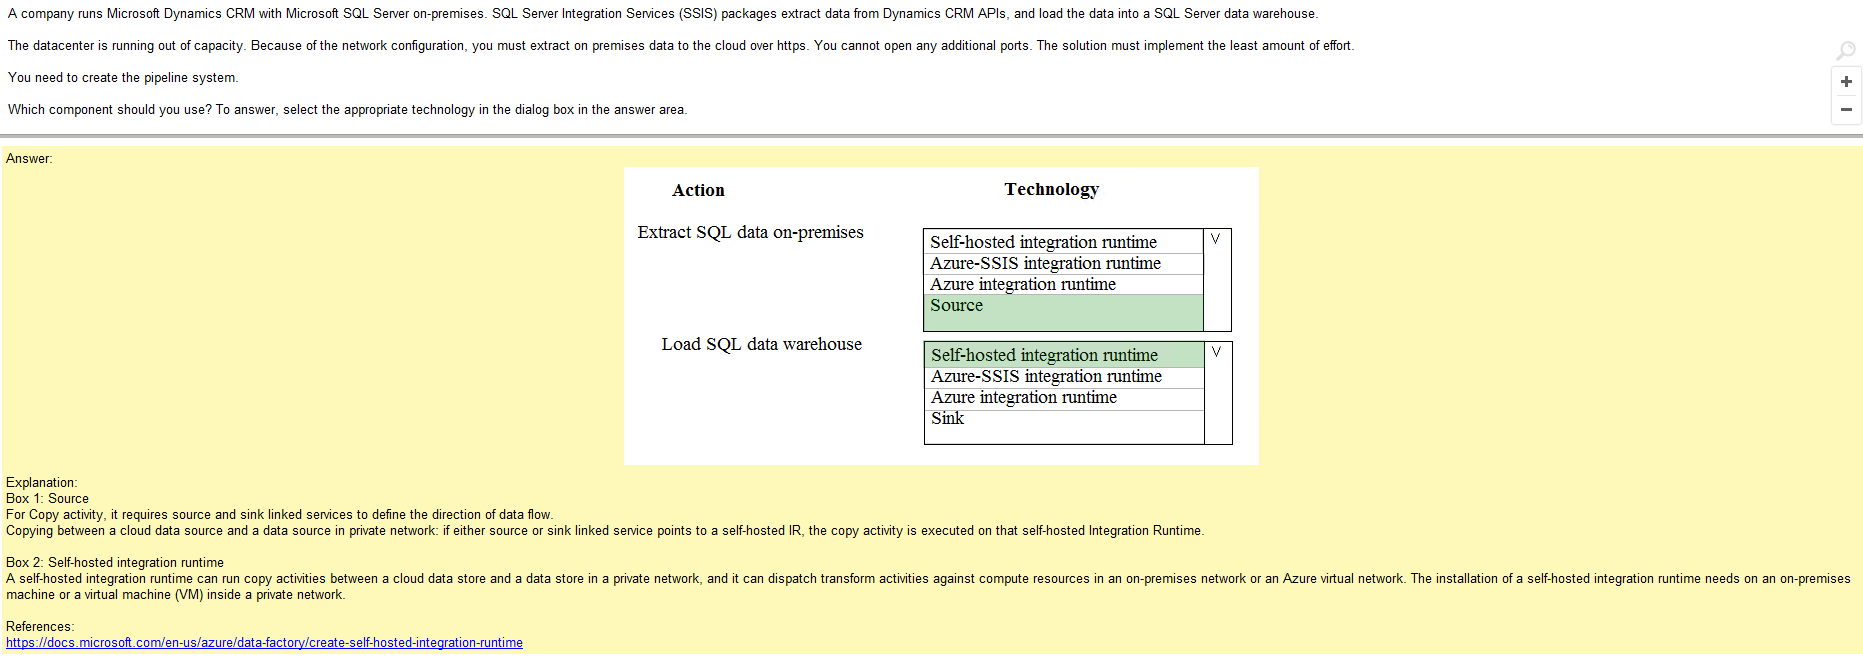 A company runs Microsoft Dynamics CRM with Microsoft SQL Server on-premises. SQL Server Integration Services (SSIS) packages extract data from Dynamics CRM APIs, and load the data into a SQL Server data warehouse.
The datacenter is running out of capacity. Because of the network configuration, you must extract on premises data to the cloud over https. You cannot open any additional ports. The solution must implement the least amount of effort.
You need to create the pipeline system.
Which component should you use? To answer, select the appropriate technology in the dialog box in the answer area.
+
−
Answer:
Action
Technology
Extract SQL data on-premises
Self-hosted integration runtime
V
Azure-SSIS integration runtime
Azure integration runtime
Source
Load SQL data warehouse
Self-hosted integration runtime
V
Azure-SSIS integration runtime
Azure integration runtime
Sink
Explanation:
Box 1: Source
For Copy activity, it requires source and sink linked services to define the direction of data flow.
Copying between a cloud data source and a data source in private network: if either source or sink linked service points to a self-hosted IR, the copy activity is executed on that self-hosted Integration Runtime.
Box 2: Self-hosted integration runtime
A self-hosted integration runtime can run copy activities between a cloud data store and a data store in a private network, and it can dispatch transform activities against compute resources in an on-premises network or an Azure virtual network. The installation of a self-hosted integration runtime needs on an on-premises
machine or a virtual machine (VM) inside a private network.
References:
https://docs.microsoft.com/en-us/azure/data-factory/create-self-hosted-integration-runtime